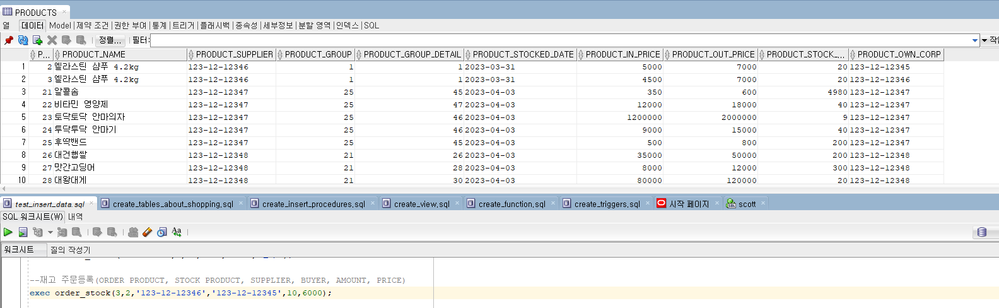 PRODUCTS
열 데이터 Model 제약 조건 권한 부여 통계 트리거 플래시백 종속성 세부정보 분할 영역 인덱스 SQL
정렬... 필터: 작업
P... PRODUCT_NAME PRODUCT_SUPPLIER PRODUCT_GROUP PRODUCT_GROUP_DETAIL PRODUCT_STOCKED_DATE PRODUCT_IN_PRICE PRODUCT_OUT_PRICE PRODUCT_STOCK_... PRODUCT_OWN_CORP
1 2 엘라스틴 샴푸 4.2kg 123-12-12346 1 1 2023-03-31 5000 7000 20 123-12-12345
2 3 엘라스틴 샴푸 4.2kg 123-12-12346 1 1 2023-03-31 4500 7000 20 123-12-12346
3 21 알콜솜 123-12-12347 25 45 2023-04-03 350 600 4980 123-12-12347
4 22 비타민 영양제 123-12-12347 25 47 2023-04-03 12000 18000 40 123-12-12347
5 23 토닥토닥 안마의자 123-12-12347 25 46 2023-04-03 1200000 2000000 9 123-12-12347
6 24 투닥투닥 안마기 123-12-12347 25 46 2023-04-03 9000 15000 40 123-12-12347
7 25 후딱밴드 123-12-12347 25 45 2023-04-03 500 800 200 123-12-12347
8 26 대건햅쌀 123-12-12348 21 26 2023-04-03 35000 50000 200 123-12-12348
9 27 맛간고딩어 123-12-12348 21 28 2023-04-03 8000 12000 300 123-12-12348
10 28 대왕대게 123-12-12348 21 30 2023-04-03 80000 120000 20 123-12-12348
test_insert_data.sql create_tables_about_shopping.sql create_insert_procedures.sql create_view.sql create_function.sql create_triggers.sql 시작 페이지 scott
SQL 워크시트(W) 내역
워크시트 질의 작성기
--재고 주문등록(ORDER PRODUCT, STOCK PRODUCT, SUPPLIER, BUYER, AMOUNT, PRICE)
exec order_stock(3,2,'123-12-12346','123-12-12345',10,6000);